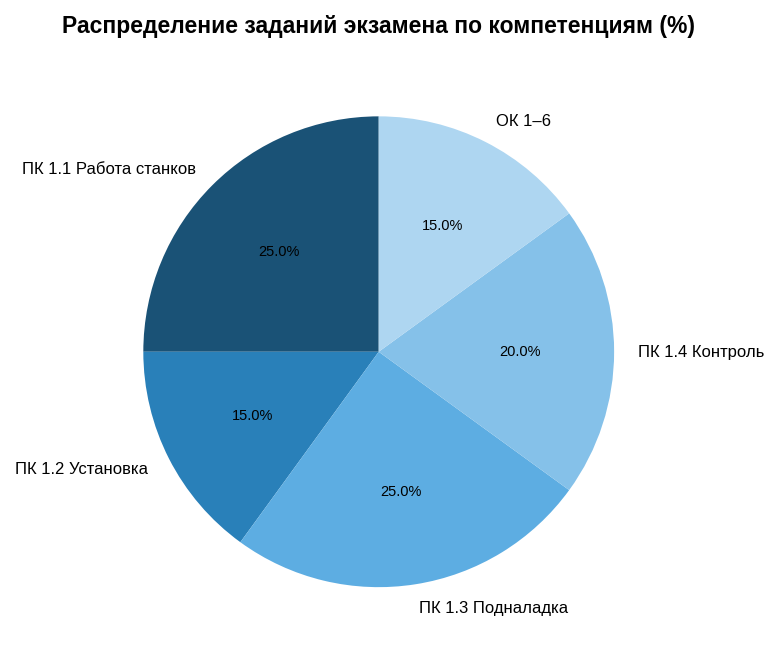 Распределение заданий экзамена по компетенциям (%)
ОК 1–6
ПК 1.1 Работа станков
15.0%
25.0%
20.0%
ПК 1.4 Контроль
15.0%
ПК 1.2 Установка
25.0%
ПК 1.3 Подналадка